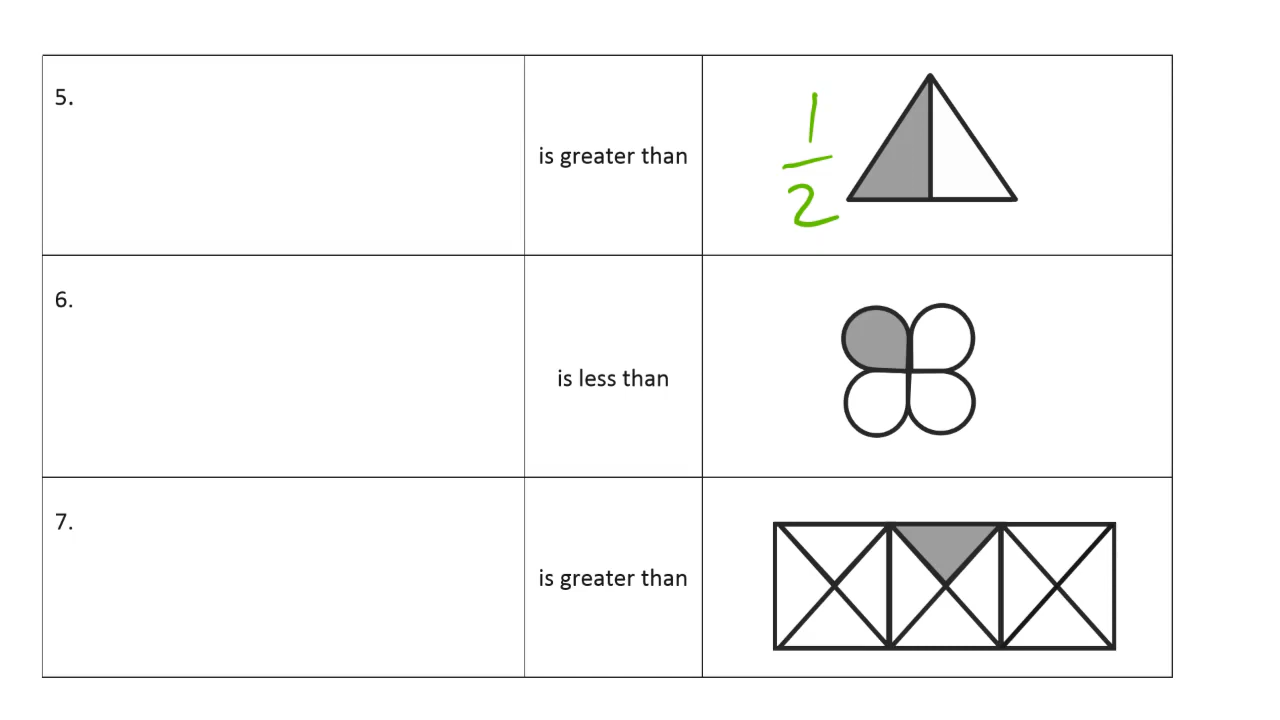 5.
is greater than
1
2
6.
is less than
7.
is greater than